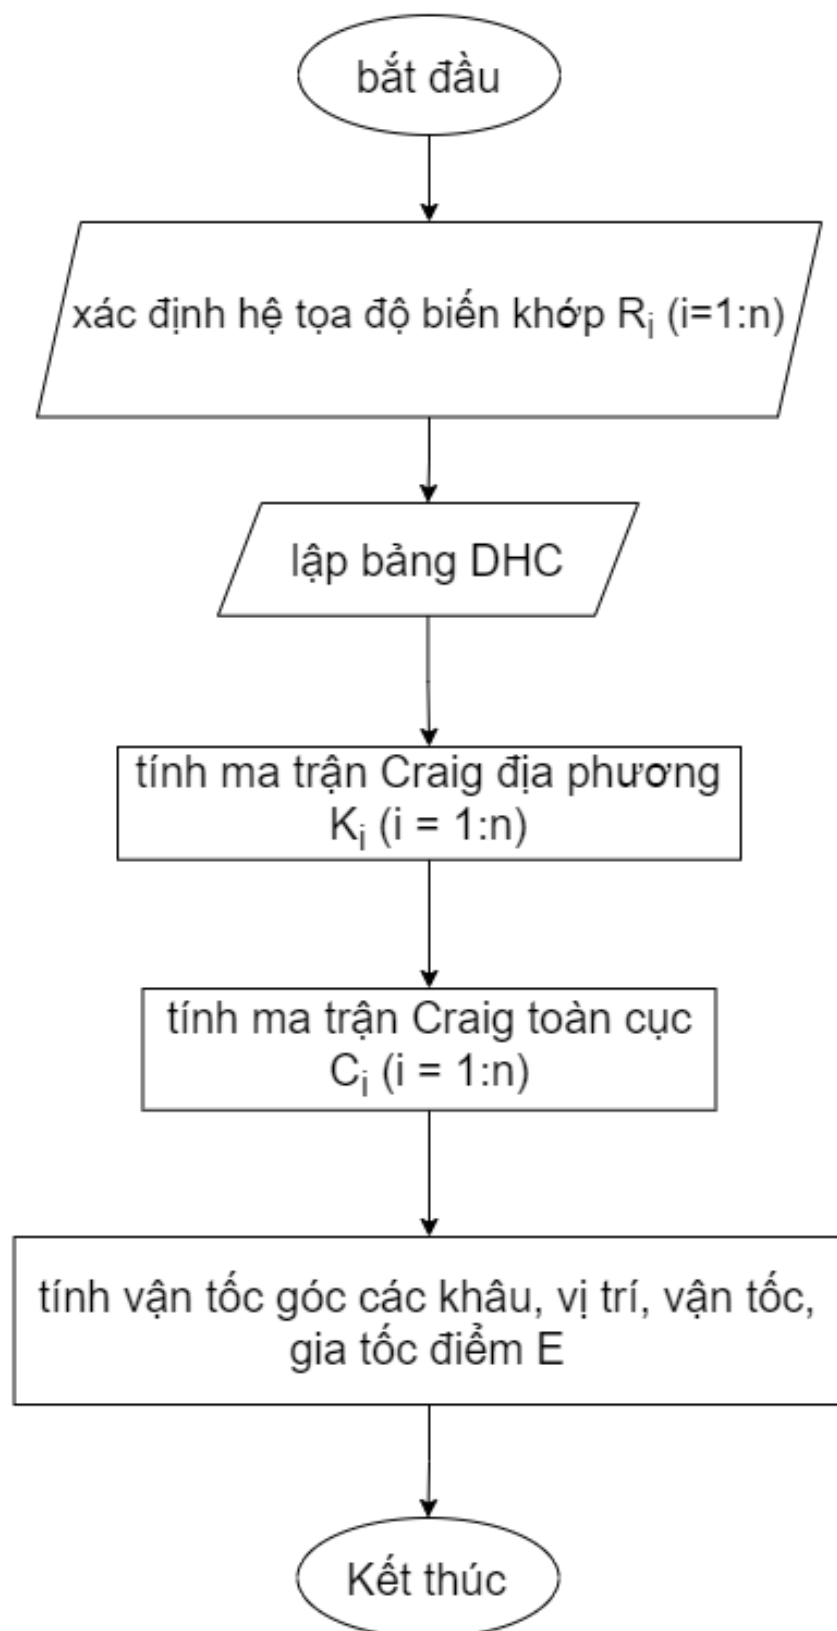 bắt đầu
xác định hệ tọa độ biến khớp Rᵢ (i=1:n)
lập bảng DHC
tính ma trận Craig địa phương
Kᵢ (i = 1:n)
tính ma trận Craig toàn cục
Cᵢ (i = 1:n)
tính vận tốc góc các khâu, vị trí, vận tốc,
gia tốc điểm E
Kết thúc